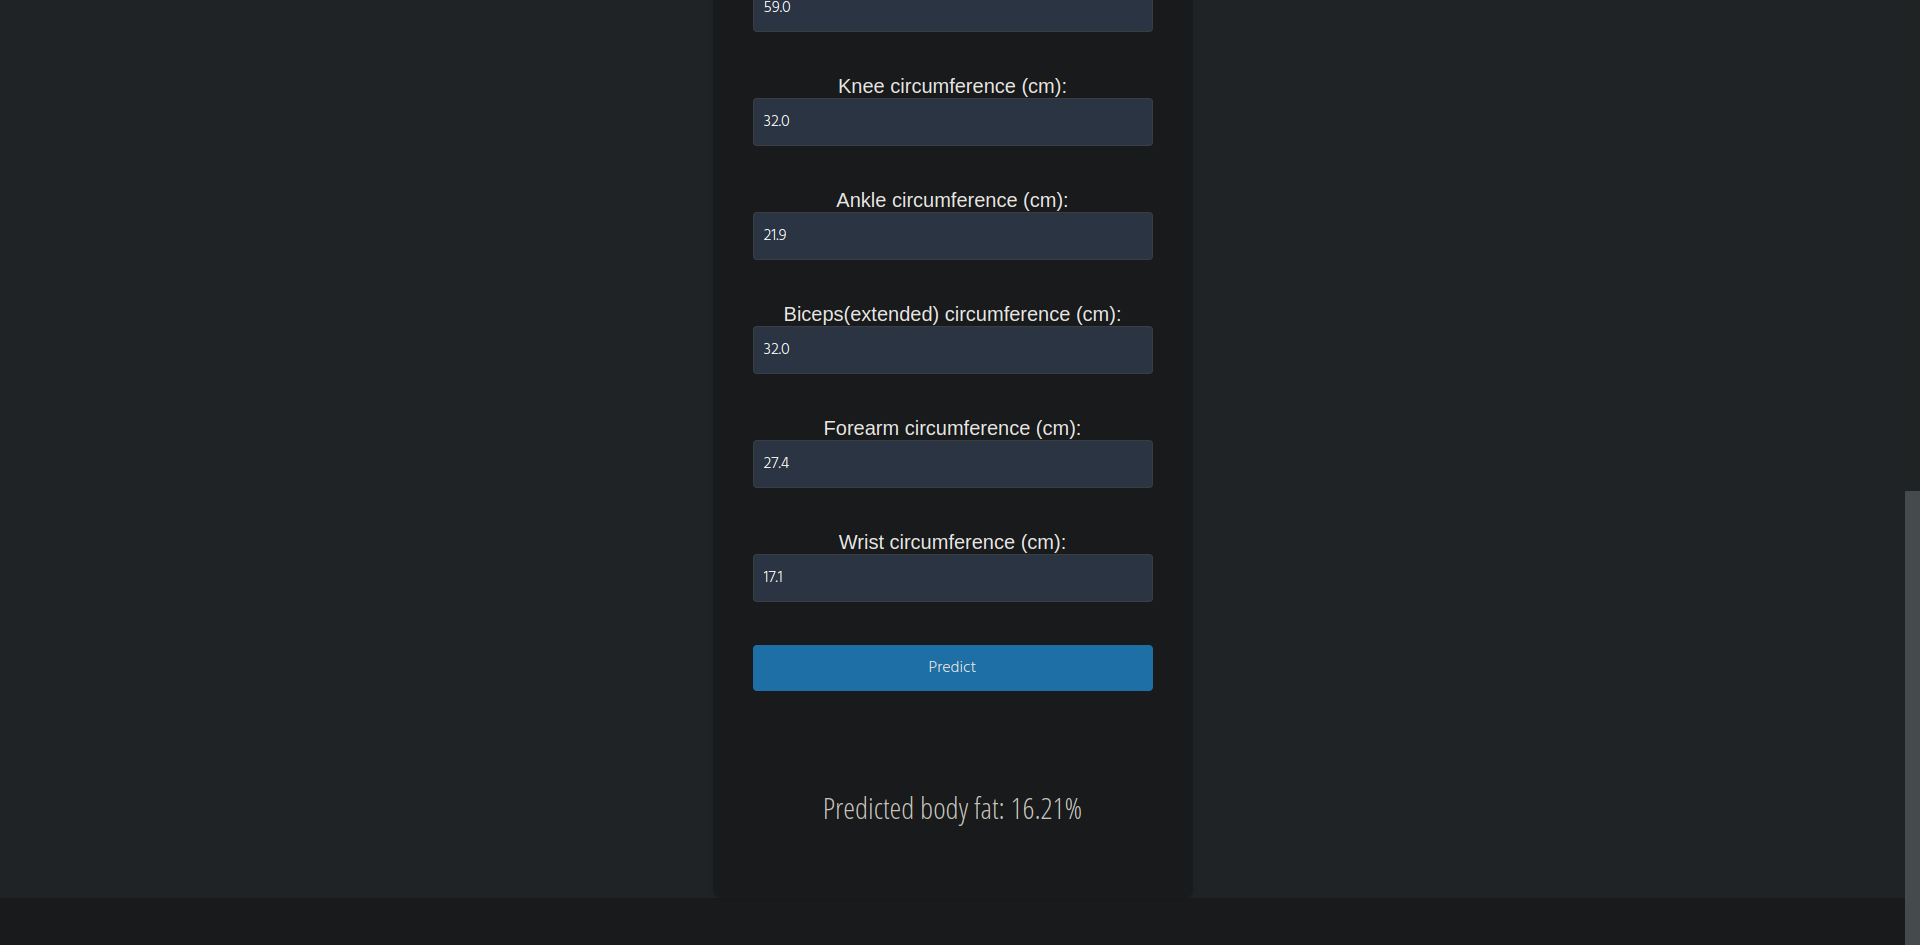 59.0
Knee circumference (cm):
32.0
Ankle circumference (cm):
21.9
Biceps(extended) circumference (cm):
32.0
Forearm circumference (cm):
27.4
Wrist circumference (cm):
17.1
Predict
Predicted body fat: 16.21%